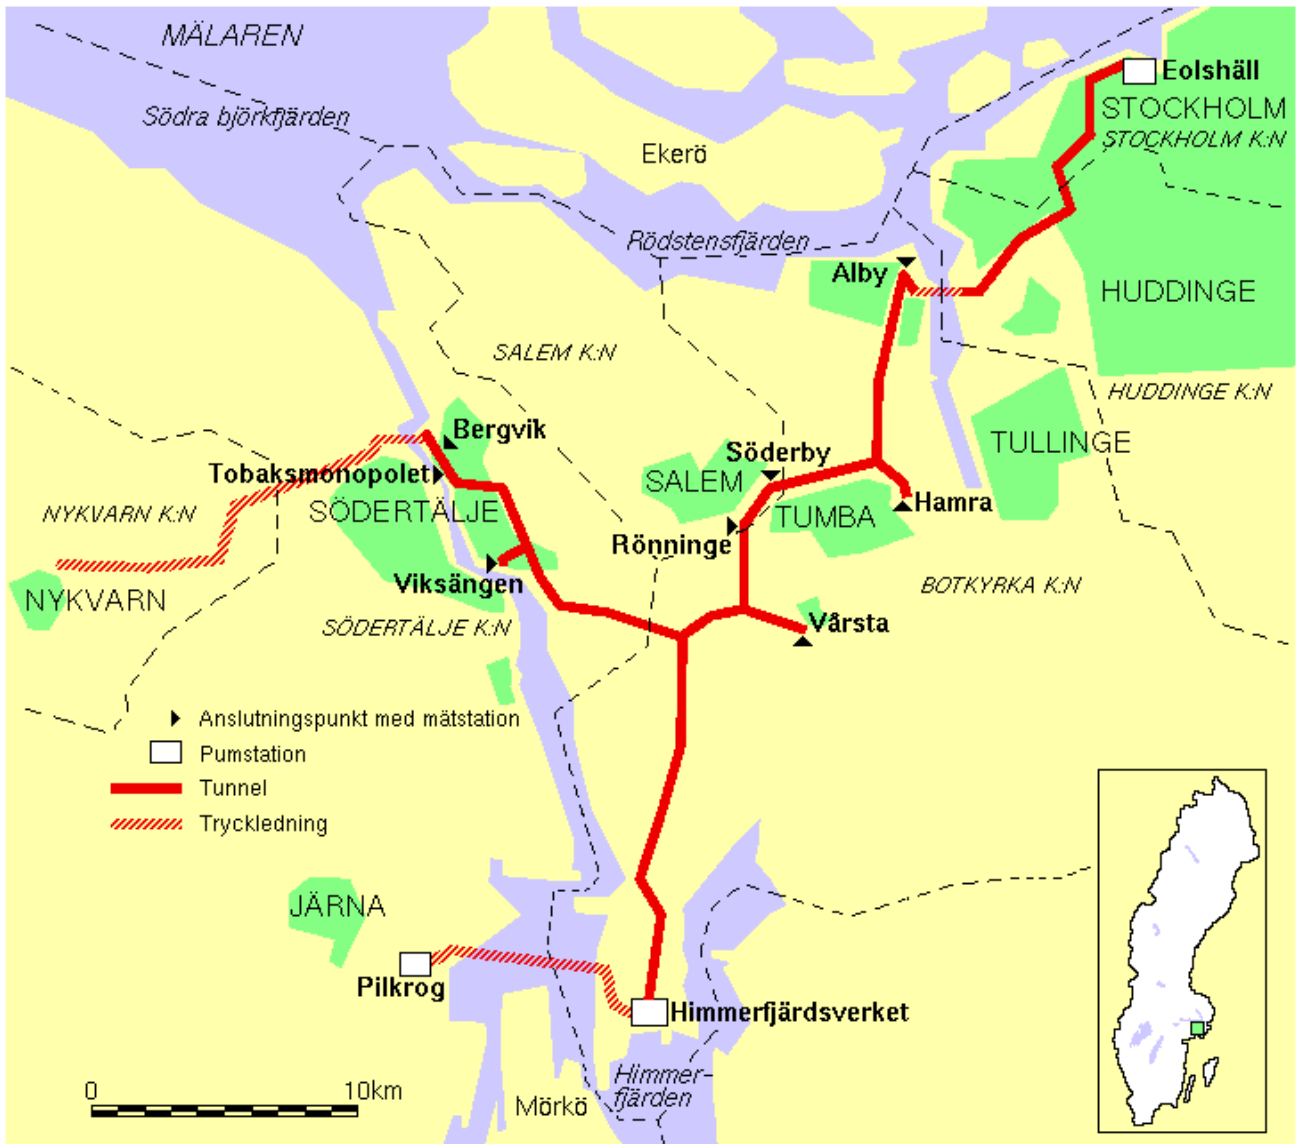 MÄLAREN
Eolshäll
STOCKHOLM
Södra björkfjärden
STOCKHOLM K:N
Ekerö
Rödstensfjärden
Alby
HUDDINGE
SALEM K:N
HUDDINGE K:N
Bergvik
TULLINGE
Söderby
Tobaksmonopolet
SALEM
Hamra
NYKVARN K:N
SÖDERTÄLJE
TUMBA
Rönninge
Viksängen
BOTKYRKA K:N
NYKVARN
SÖDERTÄLJE K:N
Vårsta
Anslutningspunkt med mätstation
Pumstation
Tunnel
Tryckledning
JÄRNA
Pilkrog
Himmerfjärdsverket
Himmer-
fjärden
0 10km
Mörkö